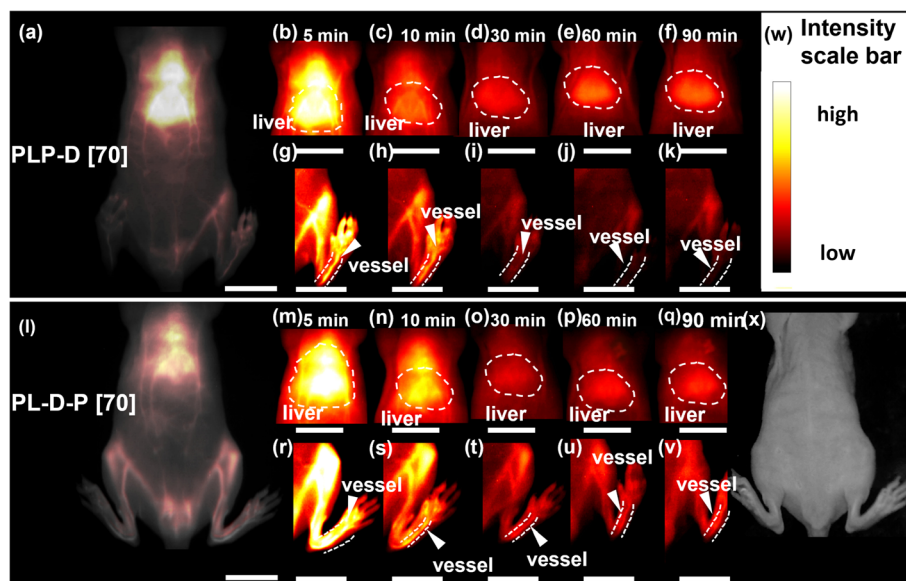 (a)
PLP-D [70]
(b) 5 min
(c) 10 min
(d) 30 min
(e) 60 min
(f) 90 min
liver
liver
liver
liver
liver
(g)
(h)
(i)
(j)
(k)
vessel
vessel
vessel
vessel
vessel
(w) Intensity
scale bar
high
low
(l)
PL-D-P [70]
(m) 5 min
(n) 10 min
(o) 30 min
(p) 60 min
(q) 90 min
(x)
liver
liver
liver
liver
liver
(r)
(s)
(t)
(u)
(v)
vessel
vessel
vessel
vessel
vessel